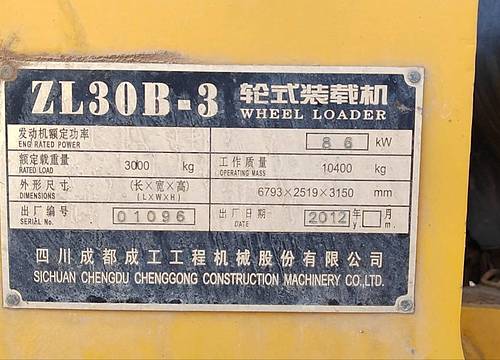 ZL30B-3 轮式装载机
WHEEL LOADER
发动机额定功率 86 kW
ENG RATED POWER
额定载重量 3000 kg 工作质量 10400 kg
RATED LOAD OPERATING MASS
外形尺寸 (长×宽×高) 6793×2519×3150 mm
DIMENSIONS (L×W×H)
出厂编号 01096 出厂日期 2012 年 月
SERIAL No. DATE y m
四川成都成工工程机械股份有限公司
SICHUAN CHENGDU CHENGGONG CONSTRUCTION MACHINERY CO.,LTD.